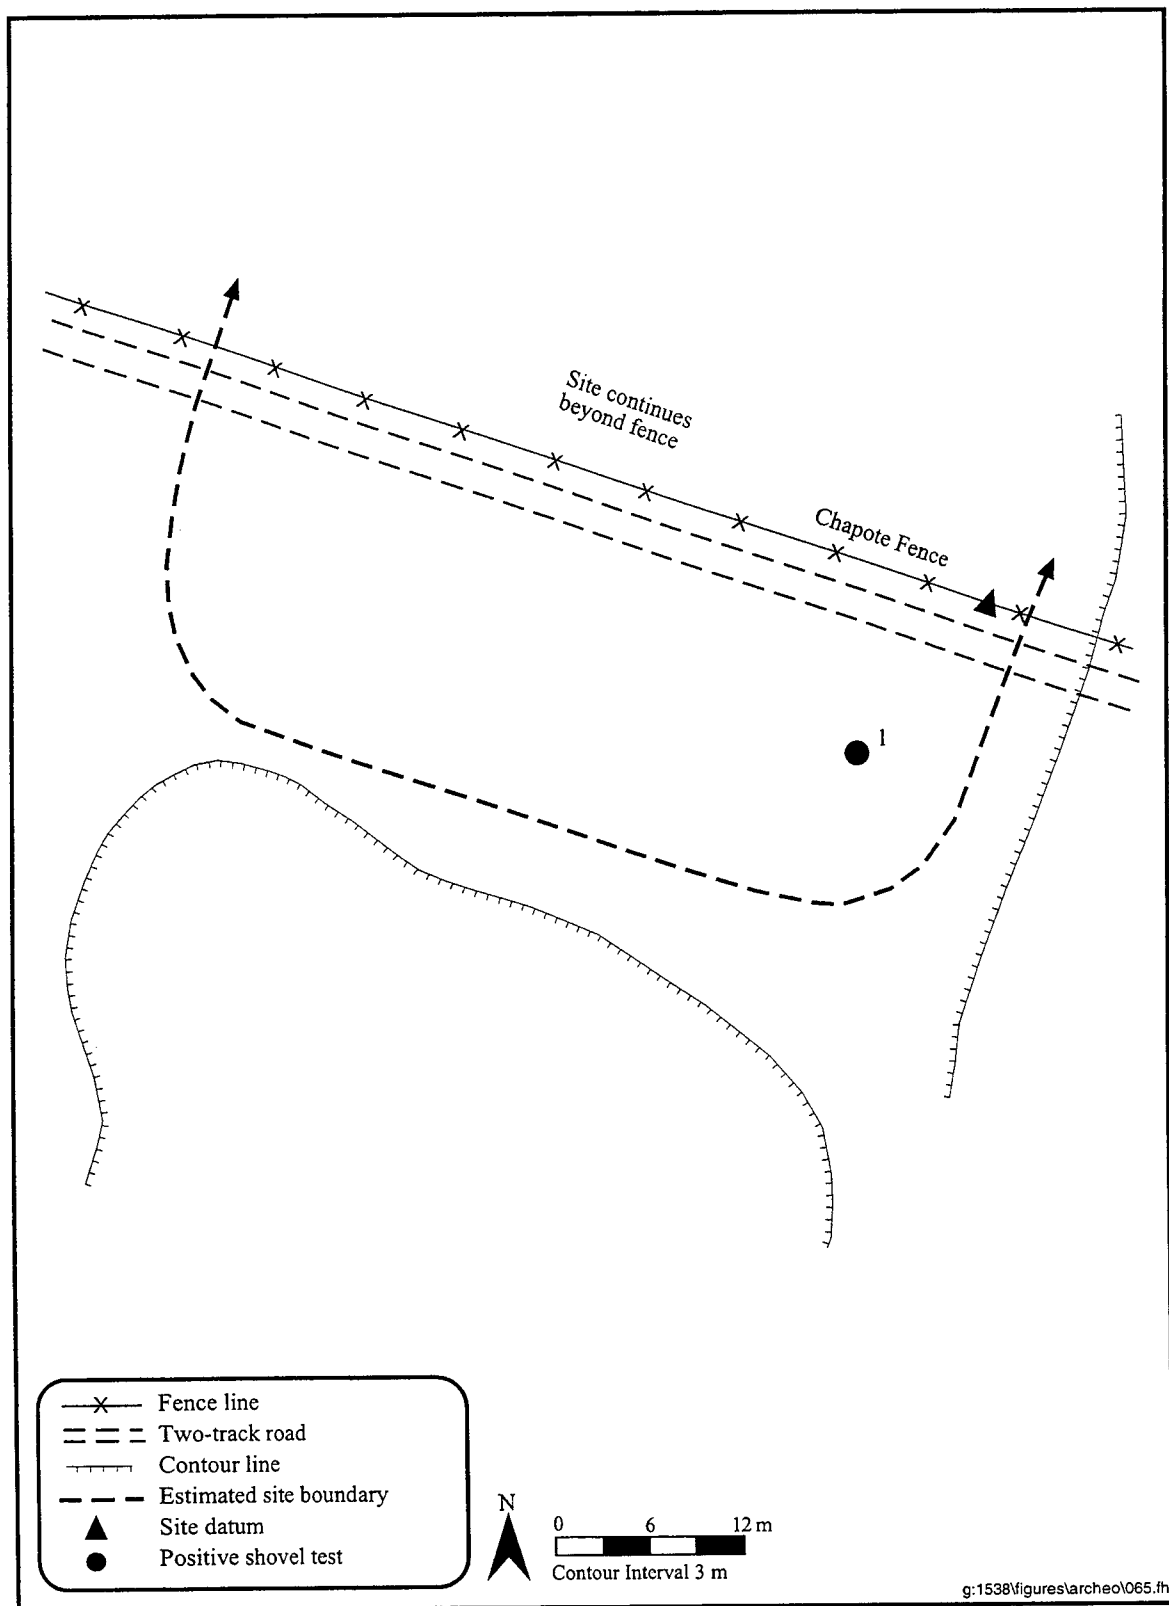 Site continues
beyond fence
Chapote Fence
1
Fence line
Two-track road
Contour line
Estimated site boundary
Site datum
Positive shovel test
N
0 6 12 m
Contour Interval 3 m
g:1538\figures\archeo\065.fh